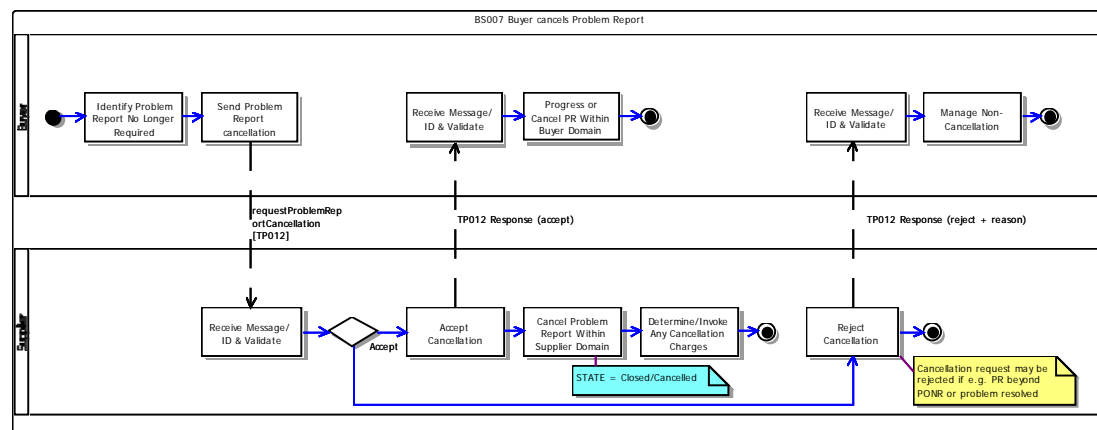 BS007 Buyer cancels Problem Report
Buyer
Identify Problem
Report No Longer
Required
Send Problem
Report
cancellation
Receive Message/
ID & Validate
Progress or
Cancel PR Within
Buyer Domain
Receive Message/
ID & Validate
Manage Non-
Cancellation
requestProblemRep
ortCancellation
[TP012]
TP012 Response (accept)
TP012 Response (reject + reason)
Supplier
Receive Message/
ID & Validate
Accept
Accept
Cancellation
Cancel Problem
Report Within
Supplier Domain
Determine/Invoke
Any Cancellation
Charges
Reject
Cancellation
STATE = Closed/Cancelled
Cancellation request may be
rejected if e.g. PR beyond
PONR or problem resolved